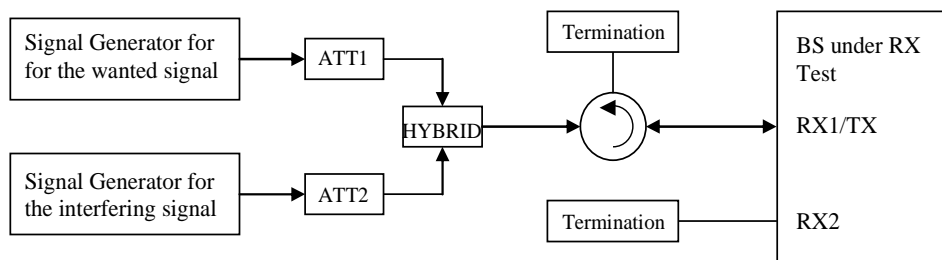 Signal Generator for
for the wanted signal
ATT1
HYBRID
Signal Generator for
the interfering signal
ATT2
Termination
Termination
BS under RX
Test
RX1/TX
RX2